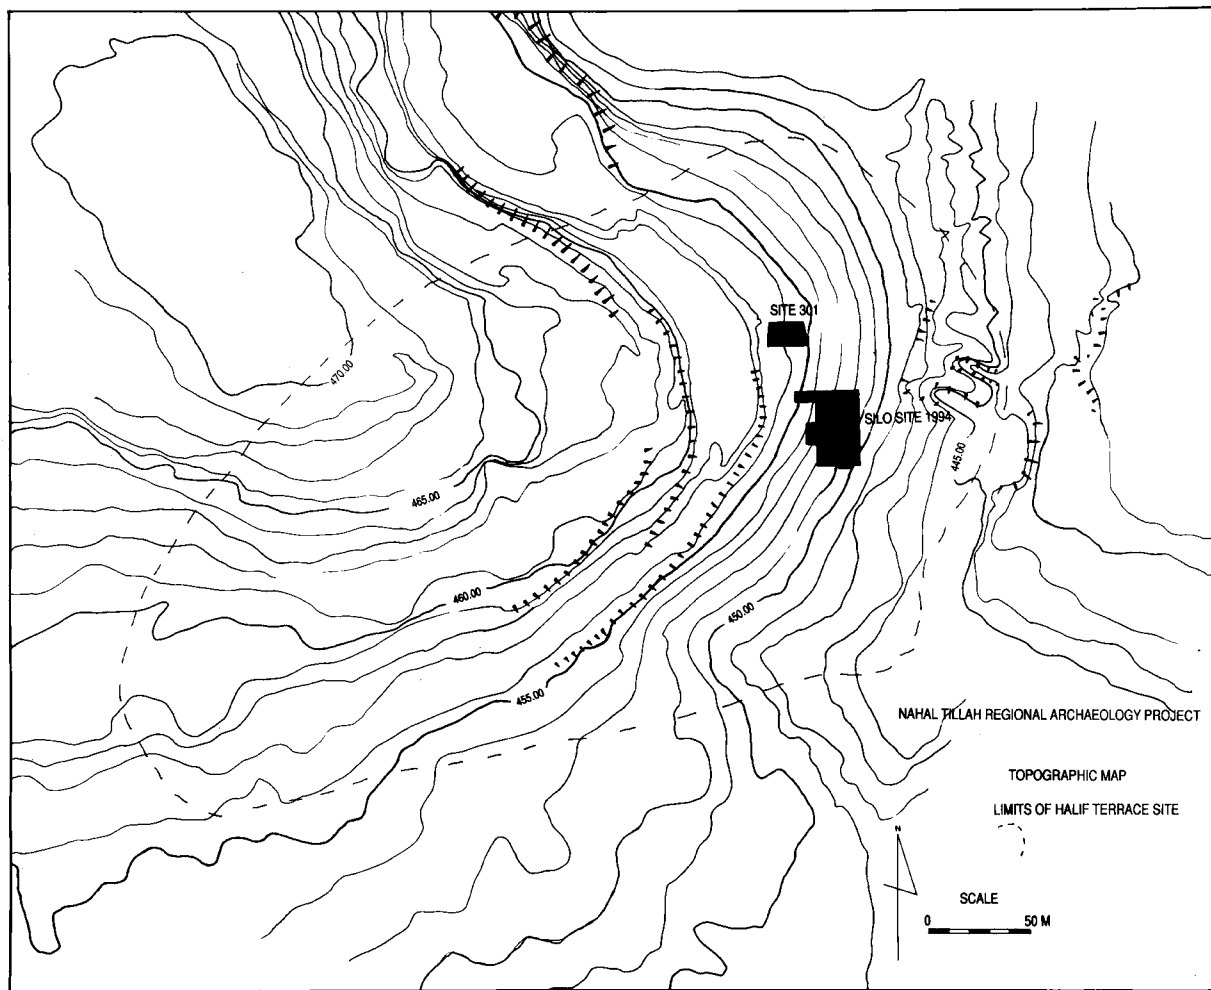 SITE 301
470.00
SILO SITE 1994
445.00
465.00
460.00
450.00
455.00
NAHAL TILLAH REGIONAL ARCHAEOLOGY PROJECT
TOPOGRAPHIC MAP
LIMITS OF HALIF TERRACE SITE
N
SCALE
0 50 M